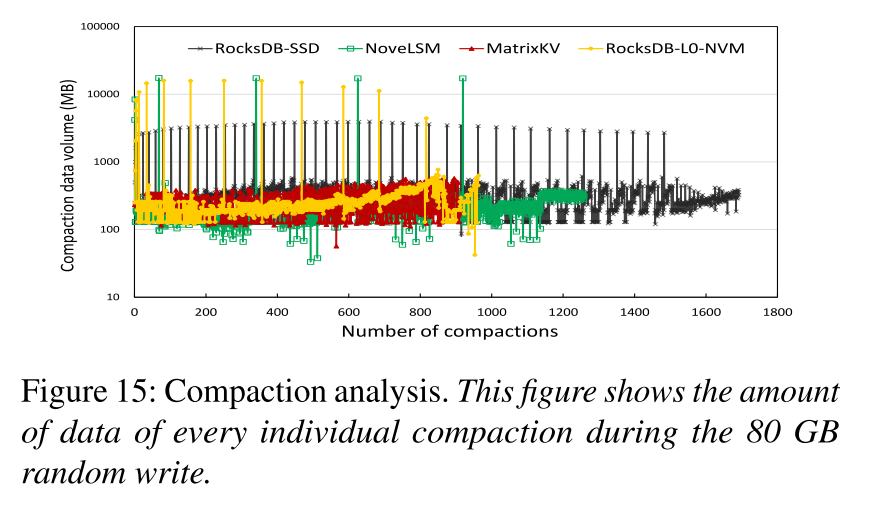 100000
RocksDB-SSD NoveLSM MatrixKV RocksDB-L0-NVM
10000
1000
100
10
Compaction data volume (MB)
0 200 400 600 800 1000 1200 1400 1600 1800
Number of compactions
Figure 15: Compaction analysis. This figure shows the amount
of data of every individual compaction during the 80 GB
random write.